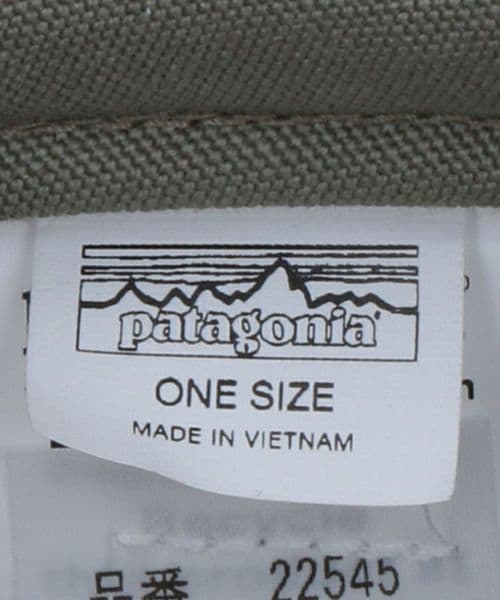 patagonia
ONE SIZE
MADE IN VIETNAM
品番 22545